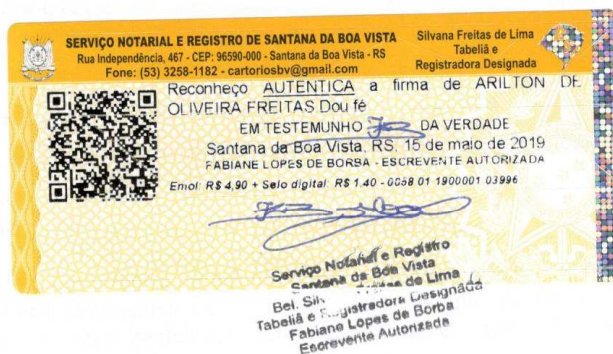 SERVIÇO NOTARIAL E REGISTRO DE SANTANA DA BOA VISTA
Rua Independência, 467 - CEP: 96590-000 - Santana da Boa Vista - RS
Fone: (53) 3258-1182 - cartoriosbv@gmail.com
Silvana Freitas de Lima
Tabeliã e
Registradora Designada
Reconheço AUTENTICA a firma de ARILTON DE
OLIVEIRA FREITAS Dou fé
EM TESTEMUNHO DA VERDADE
Santana da Boa Vista, RS, 15 de maio de 2019
FABIANE LOPES DE BORBA - ESCREVENTE AUTORIZADA
Emol: R$ 4,90 + Selo digital: R$ 1,40 - 0058 01 1900001 03996
Serviço Notarial e Registro
Santana da Boa Vista
Bel. de Lima
Tabeliã e Registradora Designada
Fabiane Lopes de Borba
Escrevente Autorizada